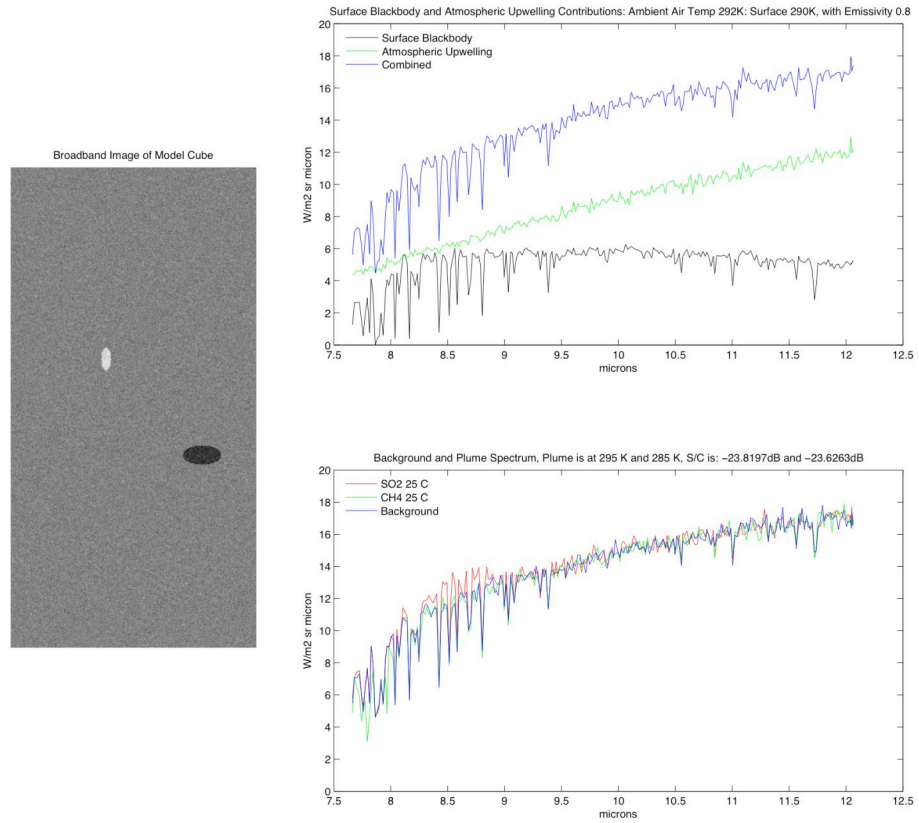 Broadband Image of Model Cube
Surface Blackbody and Atmospheric Upwelling Contributions: Ambient Air Temp 292K: Surface 290K, with Emissivity 0.8
20
18
16
14
12
10
8
6
4
2
0
W/m2 sr micron
Surface Blackbody
Atmospheric Upwelling
Combined
7.5 8 8.5 9 9.5 10 10.5 11 11.5 12 12.5
microns
Background and Plume Spectrum, Plume is at 295 K and 285 K, S/C is: −23.8197dB and −23.6263dB
20
18
16
14
12
10
8
6
4
2
0
W/m2 sr micron
SO2 25 C
CH4 25 C
Background
7.5 8 8.5 9 9.5 10 10.5 11 11.5 12 12.5
microns